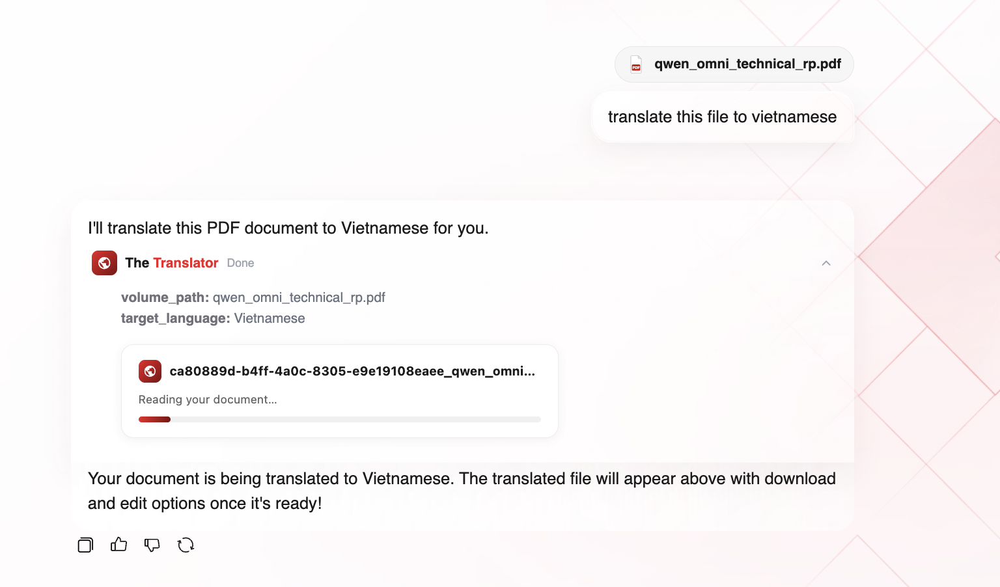 PDF
qwen_omni_technical_rp.pdf
translate this file to vietnamese
I'll translate this PDF document to Vietnamese for you.
The Translator Done
volume_path: qwen_omni_technical_rp.pdf
target_language: Vietnamese
ca80889d-b4ff-4a0c-8305-e9e19108eaee_qwen_omni...
Reading your document...
Your document is being translated to Vietnamese. The translated file will appear above with download
and edit options once it's ready!